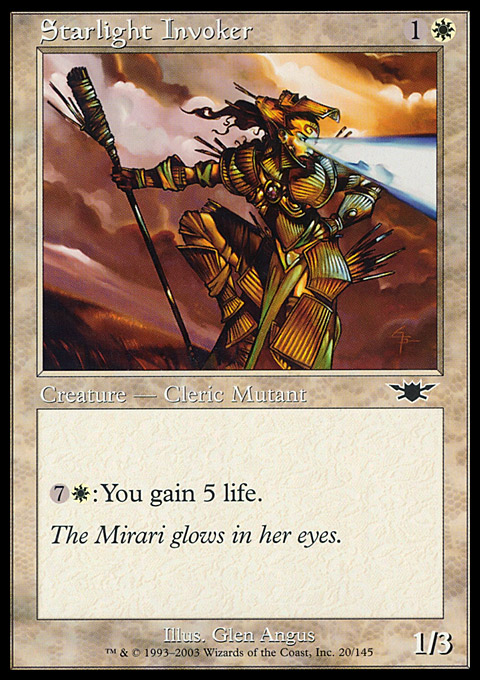 Starlight Invoker 1
Creature — Cleric Mutant
7 :You gain 5 life.
The Mirari glows in her eyes.
Illus. Glen Angus
™ & © 1993–2003 Wizards of the Coast, Inc. 20/145
1/3